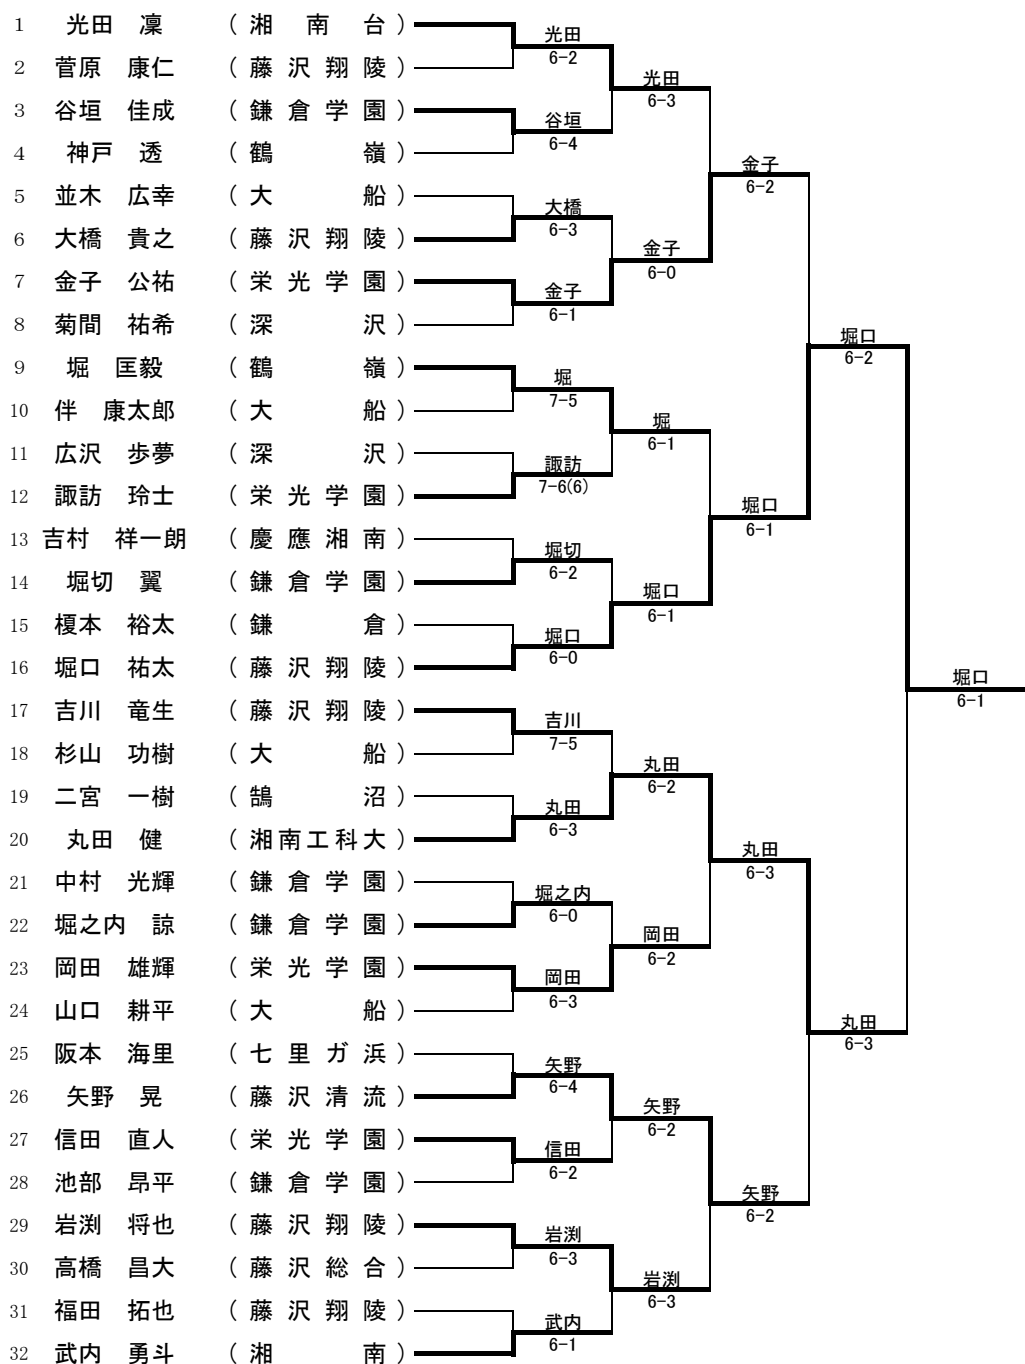 1 光田 凜 ( 湘 南 台 )
2 菅原 康仁 ( 藤 沢 翔 陵 )
3 谷垣 佳成 ( 鎌 倉 学 園 )
4 神戸 透 ( 鶴 嶺 )
5 並木 広幸 ( 大 船 )
6 大橋 貴之 ( 藤 沢 翔 陵 )
7 金子 公祐 ( 栄 光 学 園 )
8 菊間 祐希 ( 深 沢 )
9 堀 匡毅 ( 鶴 嶺 )
10 伴 康太郎 ( 大 船 )
11 広沢 歩夢 ( 深 沢 )
12 諏訪 玲士 ( 栄 光 学 園 )
13 吉村 祥一朗 ( 慶 應 湘 南 )
14 堀切 翼 ( 鎌 倉 学 園 )
15 榎本 裕太 ( 鎌 倉 )
16 堀口 祐太 ( 藤 沢 翔 陵 )
17 吉川 竜生 ( 藤 沢 翔 陵 )
18 杉山 功樹 ( 大 船 )
19 二宮 一樹 ( 鵠 沼 )
20 丸田 健 ( 湘 南 工 科 大 )
21 中村 光輝 ( 鎌 倉 学 園 )
22 堀之内 諒 ( 鎌 倉 学 園 )
23 岡田 雄輝 ( 栄 光 学 園 )
24 山口 耕平 ( 大 船 )
25 阪本 海里 ( 七 里 ガ 浜 )
26 矢野 晃 ( 藤 沢 清 流 )
27 信田 直人 ( 栄 光 学 園 )
28 池部 昂平 ( 鎌 倉 学 園 )
29 岩渕 将也 ( 藤 沢 翔 陵 )
30 高橋 昌大 ( 藤 沢 総 合 )
31 福田 拓也 ( 藤 沢 翔 陵 )
32 武内 勇斗 ( 湘 南 )
光田
6-2
谷垣
6-4
大橋
6-3
金子
6-1
堀
7-5
諏訪
7-6(6)
堀切
6-2
堀口
6-0
吉川
7-5
丸田
6-3
堀之内
6-0
岡田
6-3
矢野
6-4
信田
6-2
岩渕
6-3
武内
6-1
光田
6-3
金子
6-0
堀
6-1
堀口
6-1
丸田
6-2
岡田
6-2
矢野
6-2
岩渕
6-3
金子
6-2
堀口
6-1
丸田
6-3
矢野
6-2
堀口
6-2
丸田
6-3
堀口
6-1